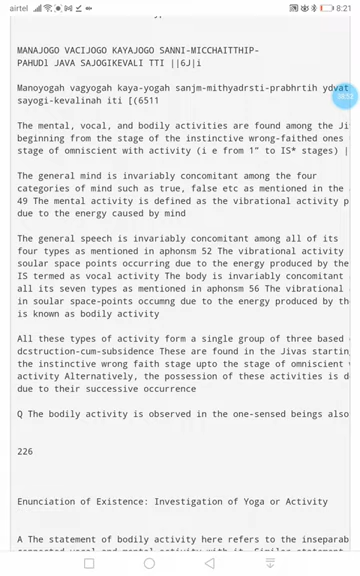 airtel
8:21
MANAJOGO VACIJOGO KAYAJOGO SANNI-MICCHAITTHIP-
PAHUDl JAVA SAJOGIKEVALI TTI ||6J|i
Manoyogah vagyogah kaya-yogah sanjm-mithyadrsti-prabhrtih ydvat
sayogi-kevalinah iti [(6511
The mental, vocal, and bodily activities are found among the Ji
beginning from the stage of the instinctive wrong-faithed ones
stage of omniscient with activity (i e from 1” to IS* stages) |
The general mind is invariably concomitant among the four
categories of mind such as true, false etc as mentioned in the
49 The mental activity is defined as the vibrational activity p
due to the energy caused by mind
The general speech is invariably concomitant among all of its
four types as mentioned in aphonsm 52 The vibrational activity
soular space points occurring due to the energy produced by the
IS termed as vocal activity The body is invariably concomitant
all its seven types as mentioned in aphonsm 56 The vibrational
in soular space-points occumng due to the energy produced by th
is known as bodily activity
All these types of activity form a single group of three based
dcstruction-cum-subsidence These are found in the Jivas startin
the instinctive wrong faith stage upto the stage of omniscient
activity Alternatively, the possession of these activities is d
due to their successive occurrence
Q The bodily activity is observed in the one-sensed beings also
226
Enunciation of Existence: Investigation of Yoga or Activity
A The statement of bodily activity here refers to the inseparab